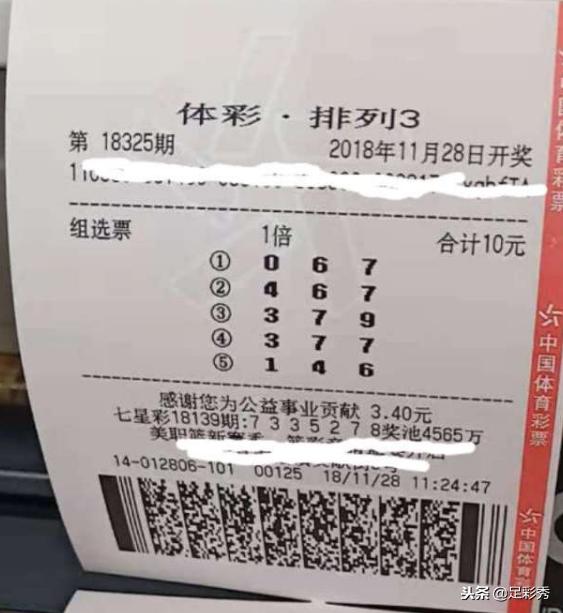 体彩·排列3
第 18325期 2018年11月28日开奖
组选票 1倍 合计10元
① 0 6 7
② 4 6 7
③ 3 7 9
④ 3 7 7
⑤ 1 4 6
感谢您为公益事业贡献 3.40元
七星彩18139期:7 3 3 5 2 7 8奖池4565万
美职篮新赛季
14-012806-101 00125 18/11/28 11:24:47
中国体育彩票
中国体育彩票
头条@足彩秀